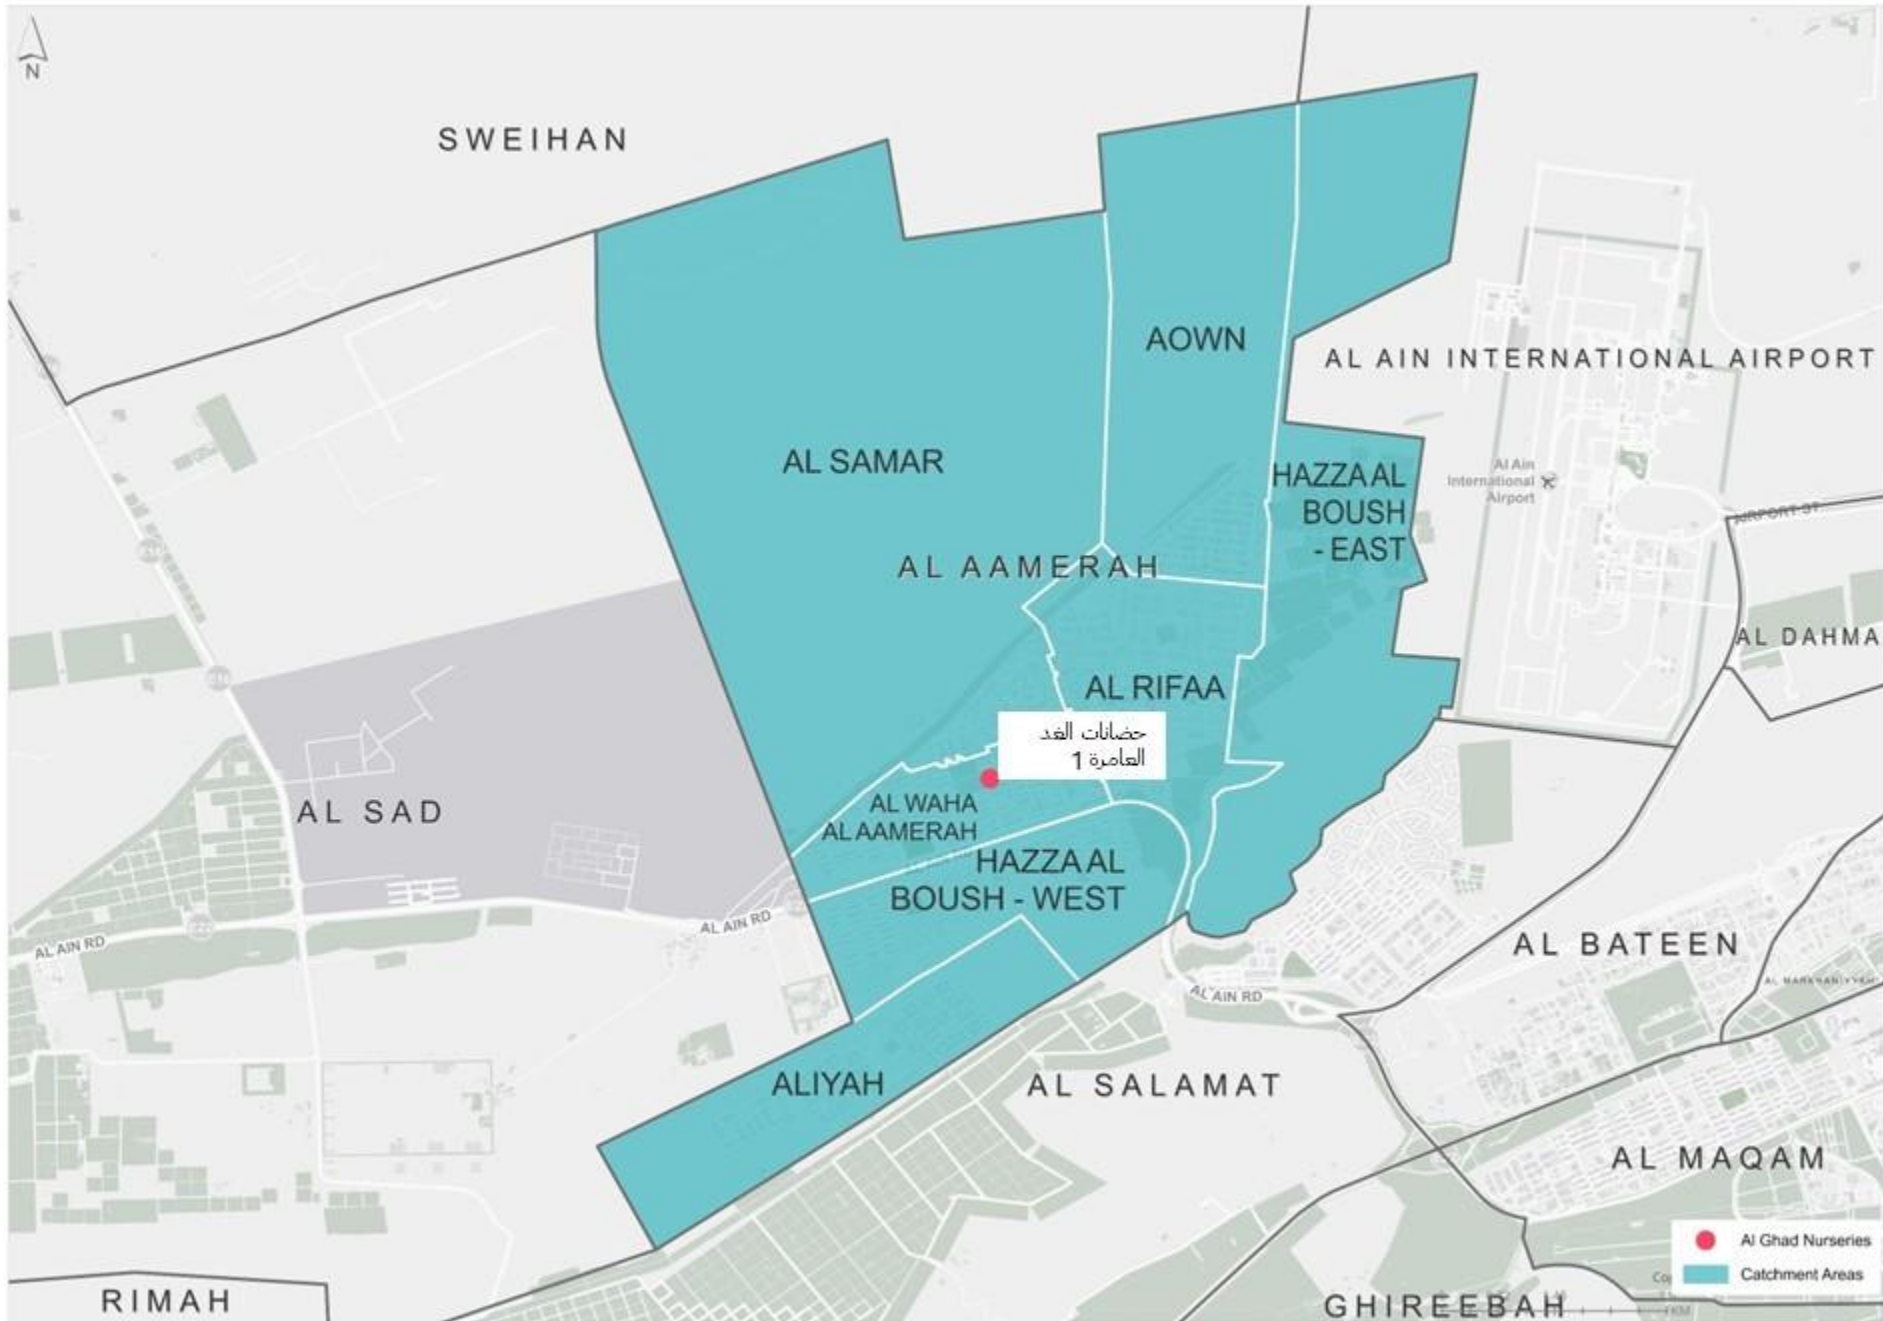 N
SWEIHAN
AOWN
AL AIN INTERNATIONAL AIRPORT
AL SAMAR
HAZZA AL
BOUSH
- EAST
Al Ain
International
Airport
AIRPORT ST
AL AAMERAH
AL DAHMA
AL RIFAA
حضانات الغد
العامرة 1
AL SAD
AL WAHA
AL AAMERAH
HAZZA AL
BOUSH - WEST
AL AIN RD
AL AIN RD
AL BATEEN
AL AIN RD
ALIYAH
AL SALAMAT
AL MAQAM
Al Ghad Nurseries
Catchment Areas
RIMAH
GHIREEBAH
KM